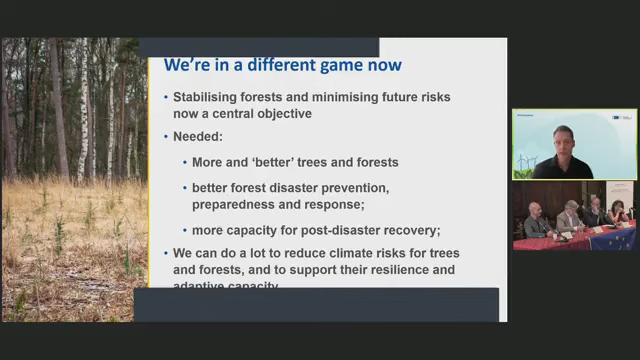 We're in a different game now
• Stabilising forests and minimising future risks
now a central objective
• Needed:
• More and 'better' trees and forests
• better forest disaster prevention,
preparedness and response;
• more capacity for post-disaster recovery;
• We can do a lot to reduce climate risks for trees
and forests, and to support their resilience and
adaptive capacity